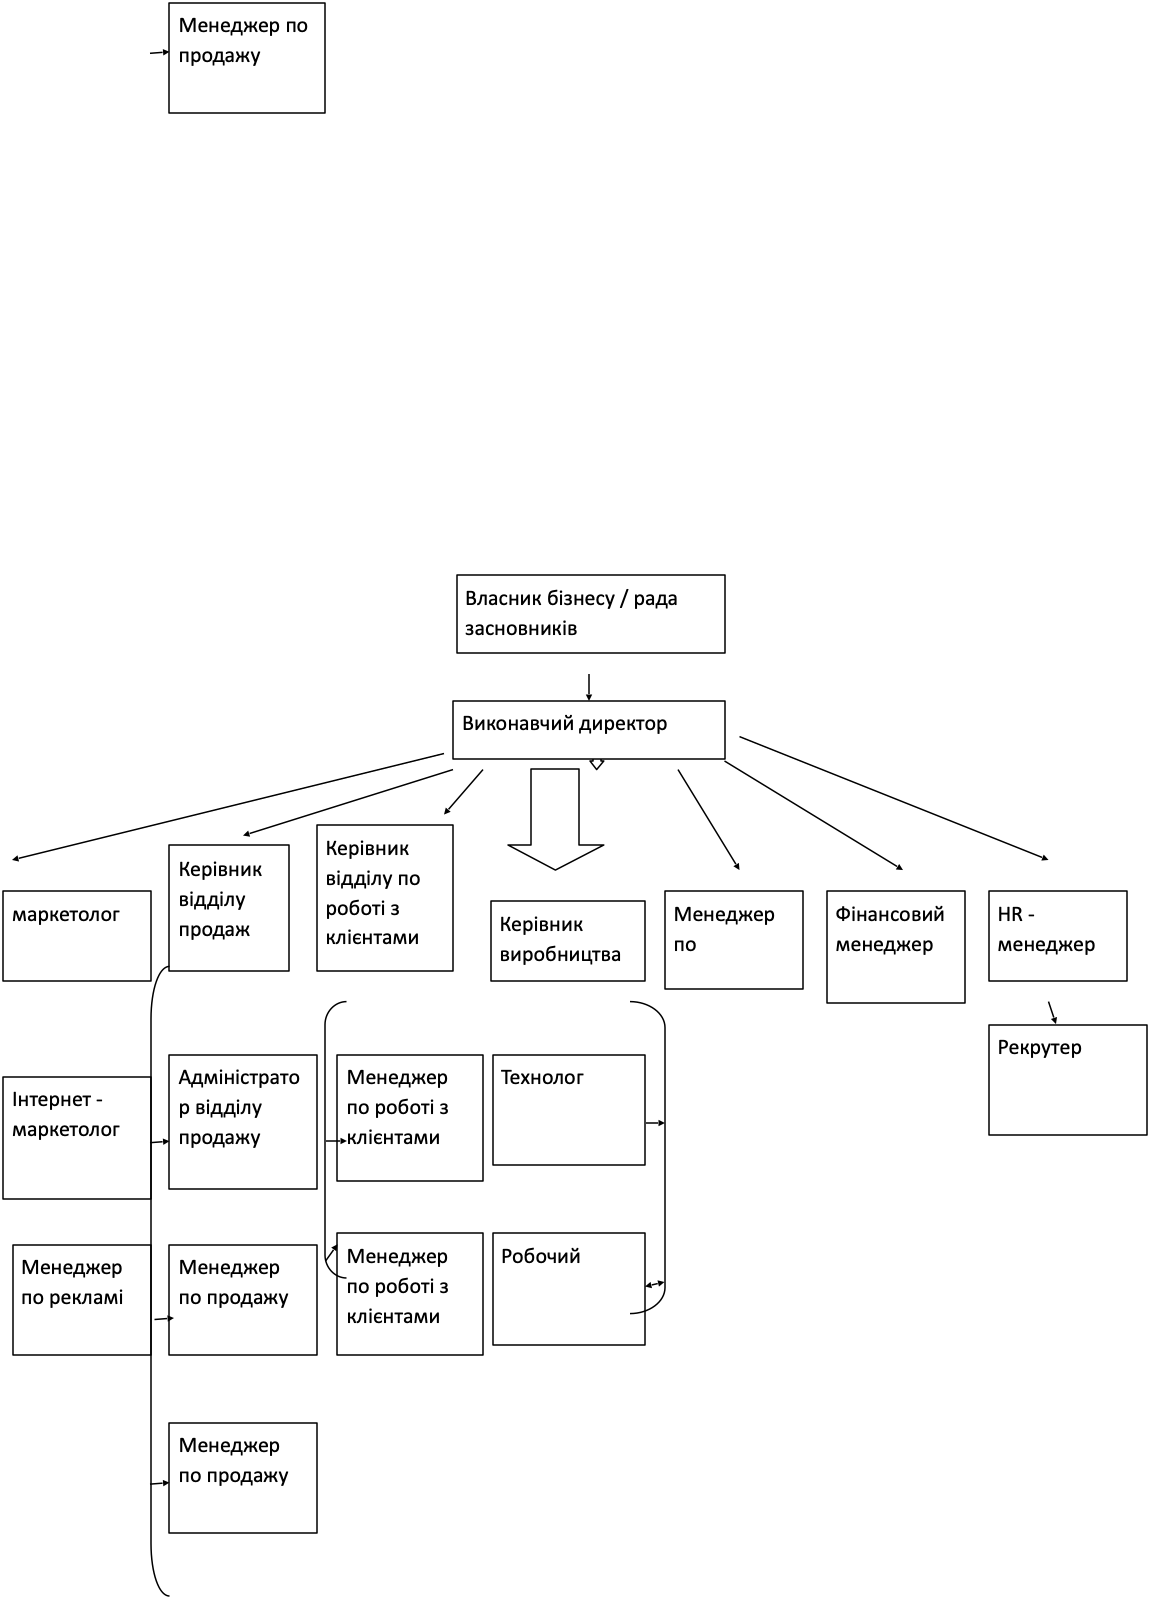 Менеджер по
продажу
Власник бізнесу / рада
засновників
Виконавчий директор
маркетолог
Керівник
відділу
продаж
Керівник
відділу по
роботі з
клієнтами
Керівник
виробництва
Менеджер
по
Фінансовий
менеджер
HR -
менеджер
Рекрутер
Інтернет -
маркетолог
Адміністрато
р відділу
продажу
Менеджер
по роботі з
клієнтами
Технолог
Менеджер
по рекламі
Менеджер
по продажу
Менеджер
по роботі з
клієнтами
Робочий
Менеджер
по продажу